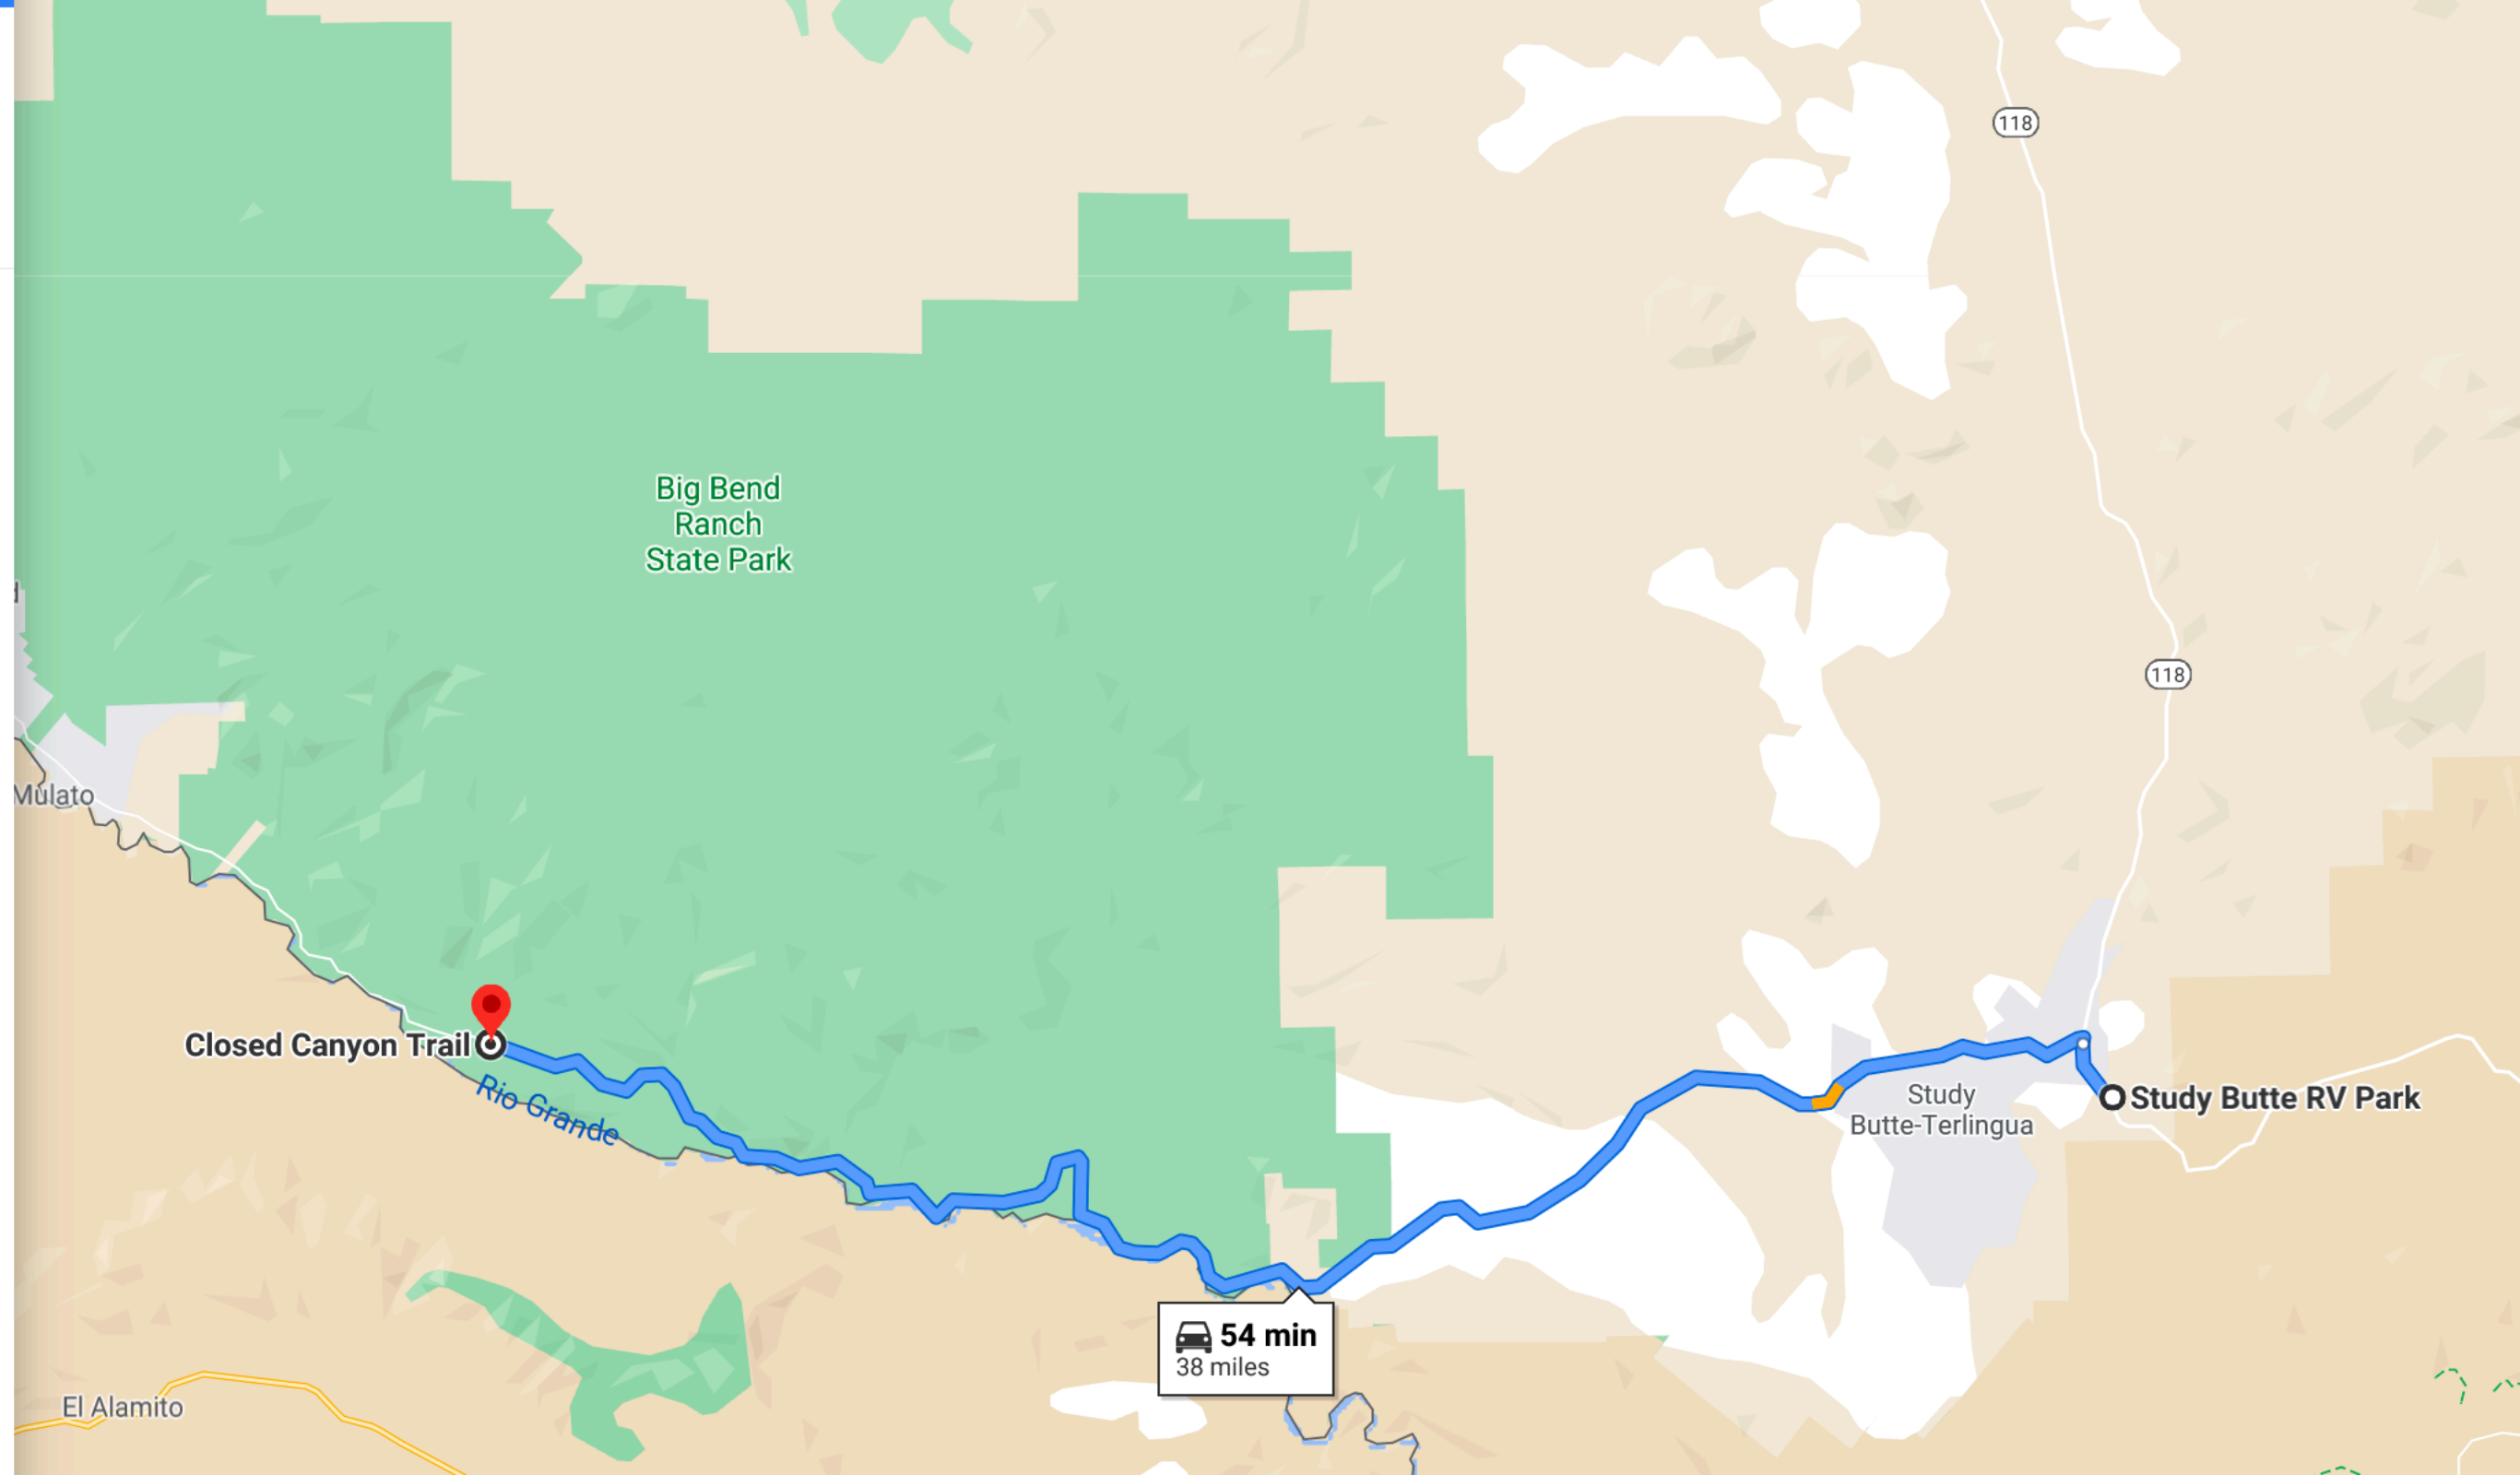 118
Big Bend
Ranch
State Park
118
Mulato
Closed Canyon Trail
Rio Grande
Study
Butte-Terlingua
Study Butte RV Park
54 min
38 miles
El Alamito